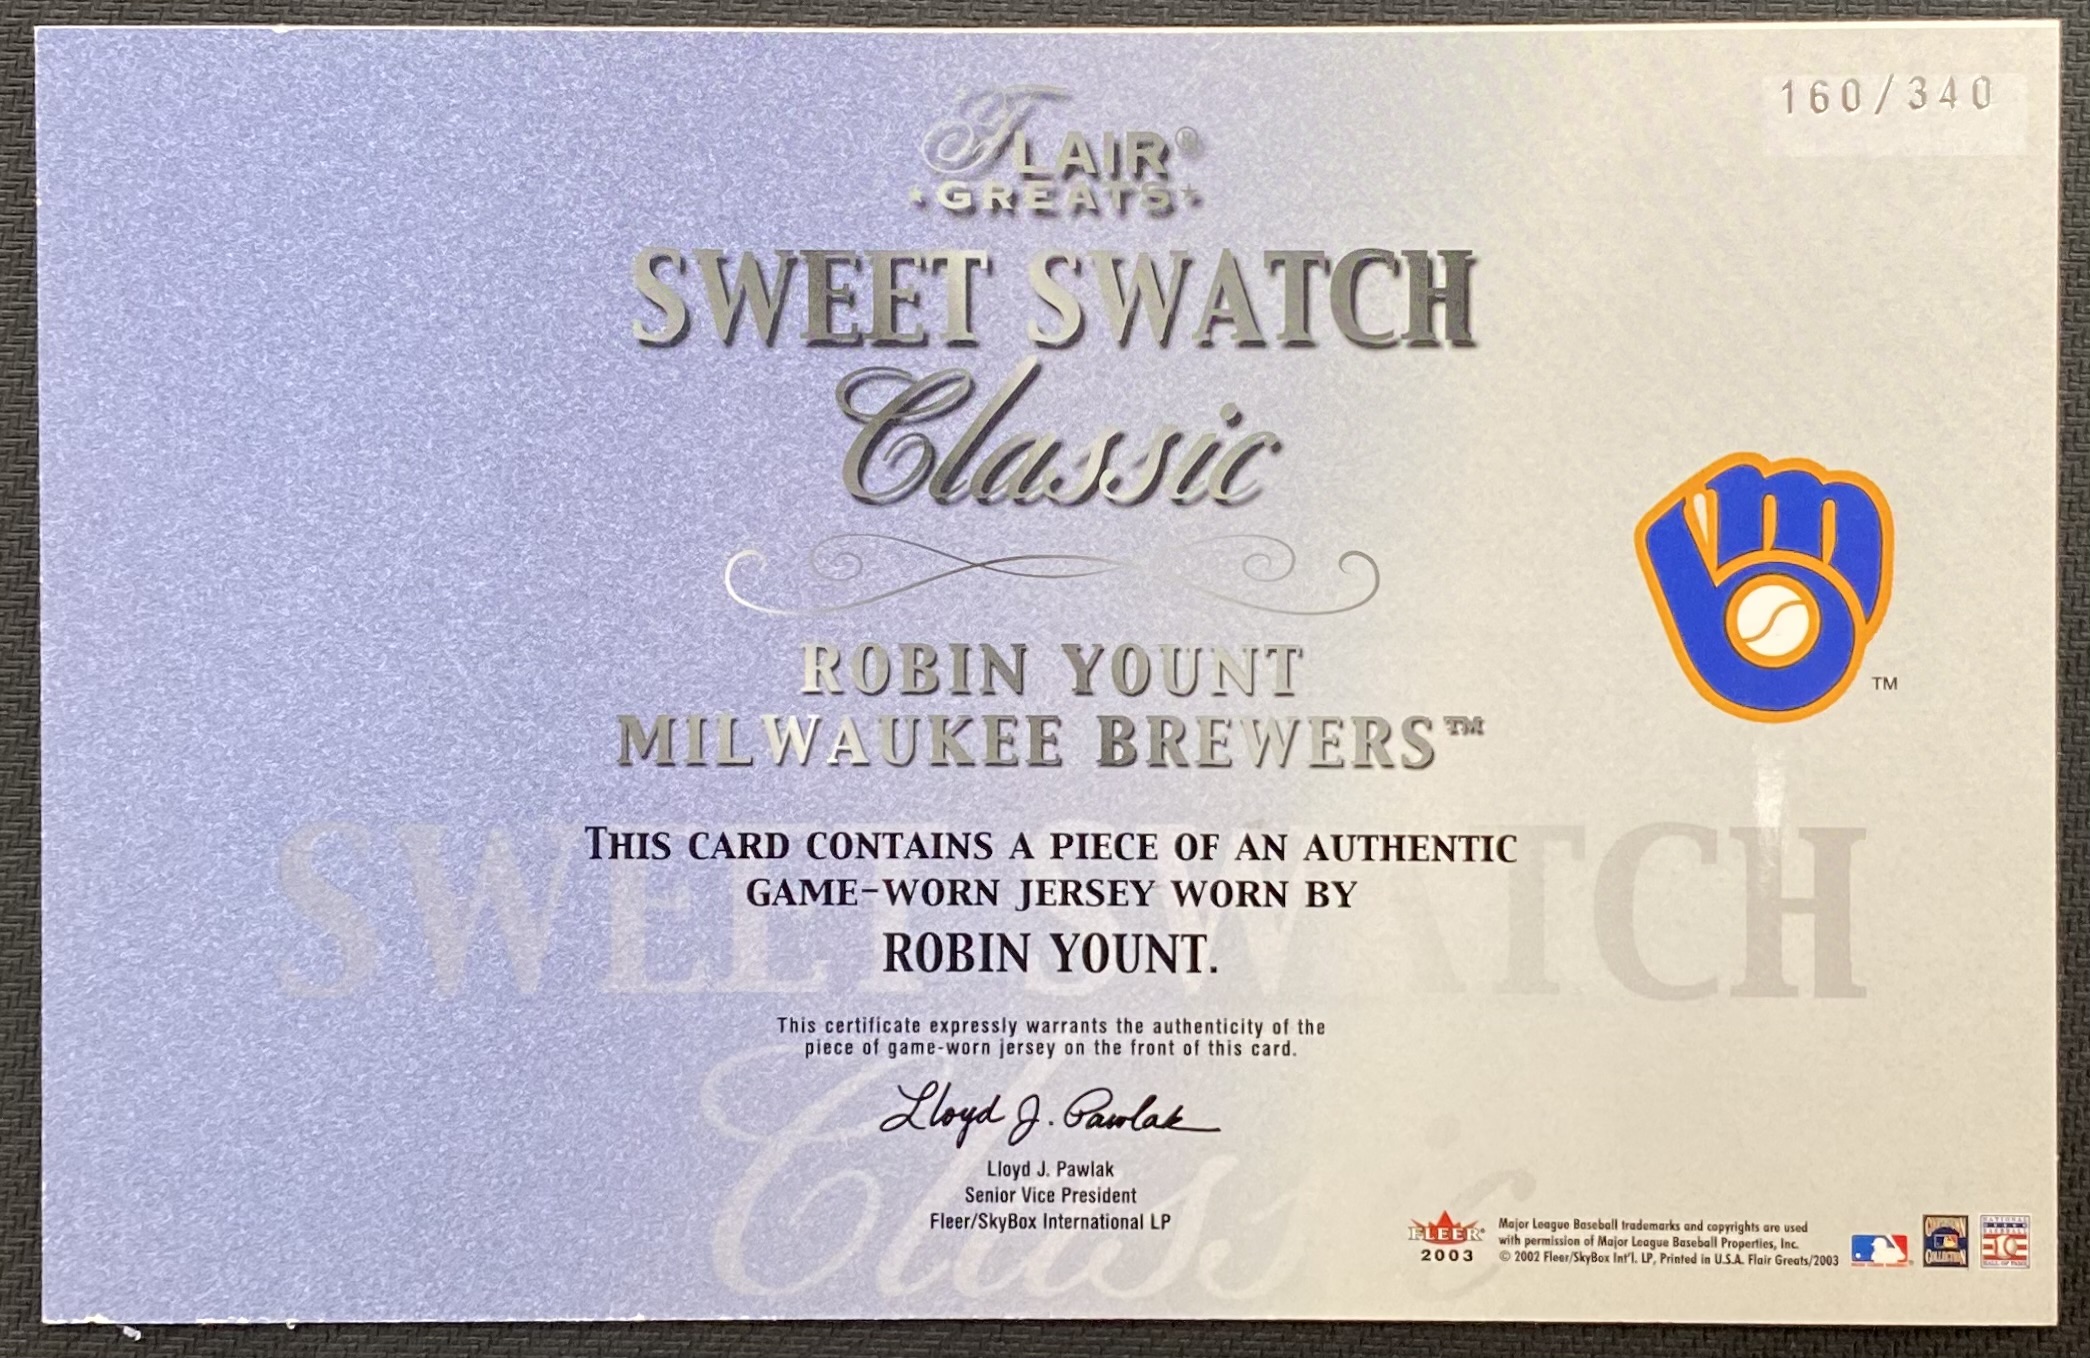 160/340
FLAIR®
GREATS
SWEET SWATCH
Classic
ROBIN YOUNT
MILWAUKEE BREWERS™
TM
SWEET SWATCH
THIS CARD CONTAINS A PIECE OF AN AUTHENTIC
GAME-WORN JERSEY WORN BY
ROBIN YOUNT.
This certificate expressly warrants the authenticity of the
piece of game-worn jersey on the front of this card.
Classic
Lloyd J. Pawlak
Lloyd J. Pawlak
Senior Vice President
Fleer/SkyBox International LP
FLEER®
2003
Major League Baseball trademarks and copyrights are used
with permission of Major League Baseball Properties, Inc.
© 2002 Fleer/SkyBox Int'l. LP, Printed in U.S.A. Flair Greats/2003